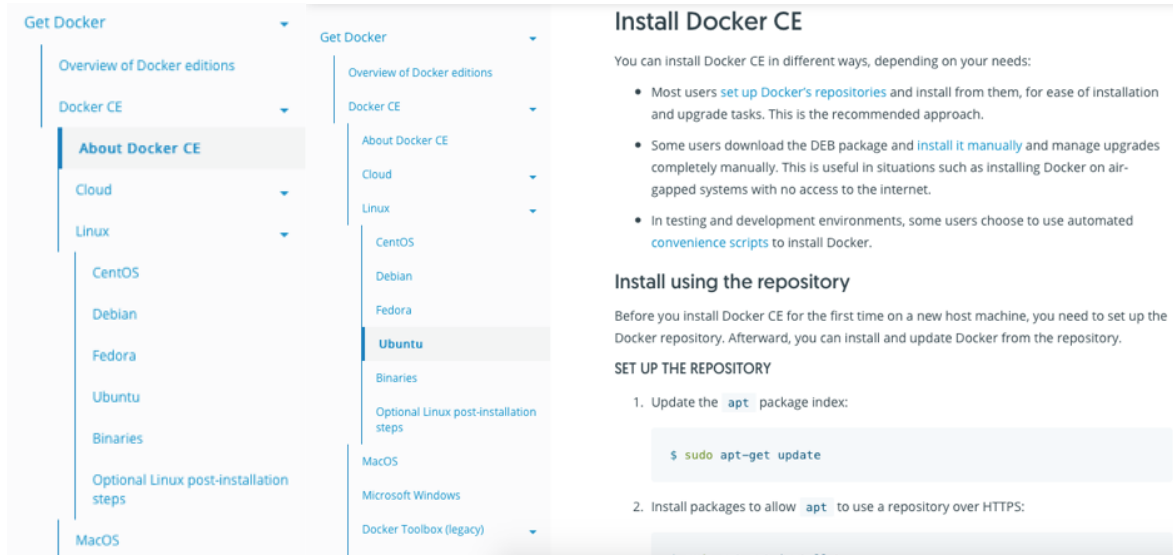 Get Docker
Overview of Docker editions
Docker CE
About Docker CE
Cloud
Linux
CentOS
Debian
Fedora
Ubuntu
Binaries
Optional Linux post-installation
steps
MacOS
Get Docker
Overview of Docker editions
Docker CE
About Docker CE
Cloud
Linux
CentOS
Debian
Fedora
Ubuntu
Binaries
Optional Linux post-installation
steps
MacOS
Microsoft Windows
Docker Toolbox (legacy)
Install Docker CE
You can install Docker CE in different ways, depending on your needs:
• Most users set up Docker's repositories and install from them, for ease of installation
and upgrade tasks. This is the recommended approach.
• Some users download the DEB package and install it manually and manage upgrades
completely manually. This is useful in situations such as installing Docker on air-
gapped systems with no access to the internet.
• In testing and development environments, some users choose to use automated
convenience scripts to install Docker.
Install using the repository
Before you install Docker CE for the first time on a new host machine, you need to set up the
Docker repository. Afterward, you can install and update Docker from the repository.
SET UP THE REPOSITORY
1. Update the apt package index:
$ sudo apt-get update
2. Install packages to allow apt to use a repository over HTTPS: